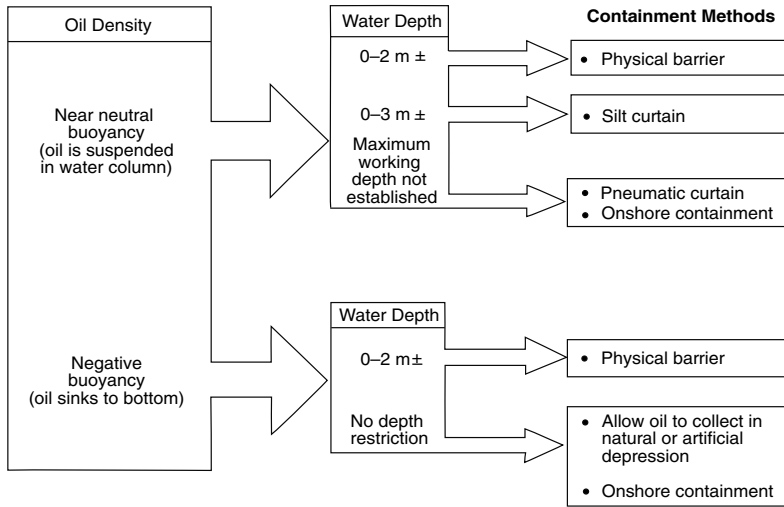 Oil Density
Near neutral
buoyancy
(oil is suspended
in water column)
Negative
buoyancy
(oil sinks to bottom)
Water Depth
0–2 m ±
0–3 m ±
Maximum
working
depth not
established
Containment Methods
• Physical barrier
• Silt curtain
• Pneumatic curtain
• Onshore containment
Water Depth
0–2 m±
No depth
restriction
• Physical barrier
• Allow oil to collect in
natural or artificial
depression
• Onshore containment